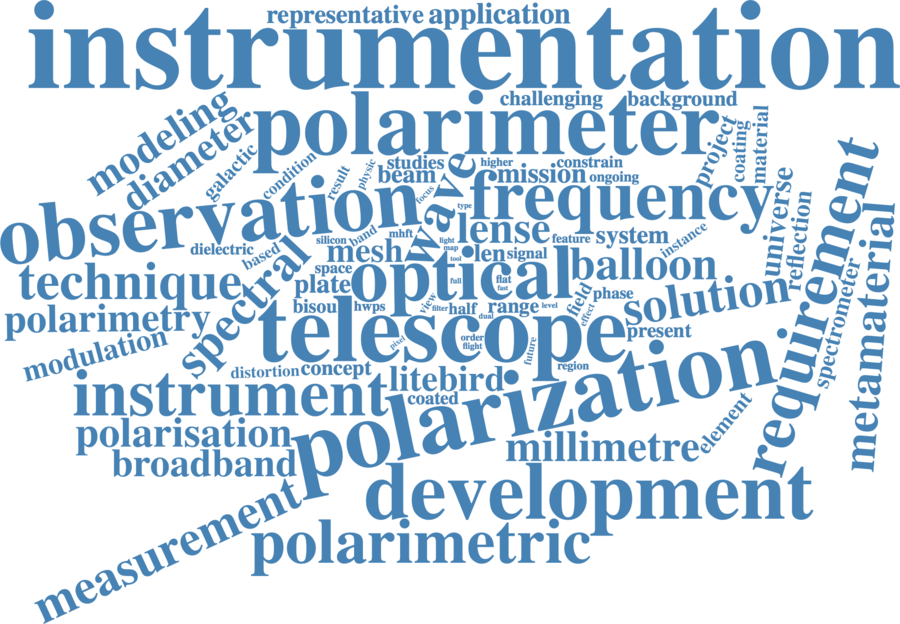 representative application
instrumentation
challenging background
polarimeter
modeling
diameter
galactic
condition
result
physic
studies
beam
focus
wave
higher
constrain
mission
ongoing
type
project
coating
material
observation
frequency
requirement
universe
reflection
metamaterial
spectrometer
dielectric
based
silicon
band
mhft
light
map
tool
lense
feature
system
instance
mesh
len
signal
technique
spectral
space
plate
optical
full
flat
fast
balloon
field
effect
phase
solution
polarimetry
bisou
hwps
view
filter
half
dual
range
level
modulation
telescope
present
pixel
order
flight
future
region
distortion
concept
litebird
instrument
coated
polarization
element
polarisation
millimetre
broadband
development
measurement
polarimetric